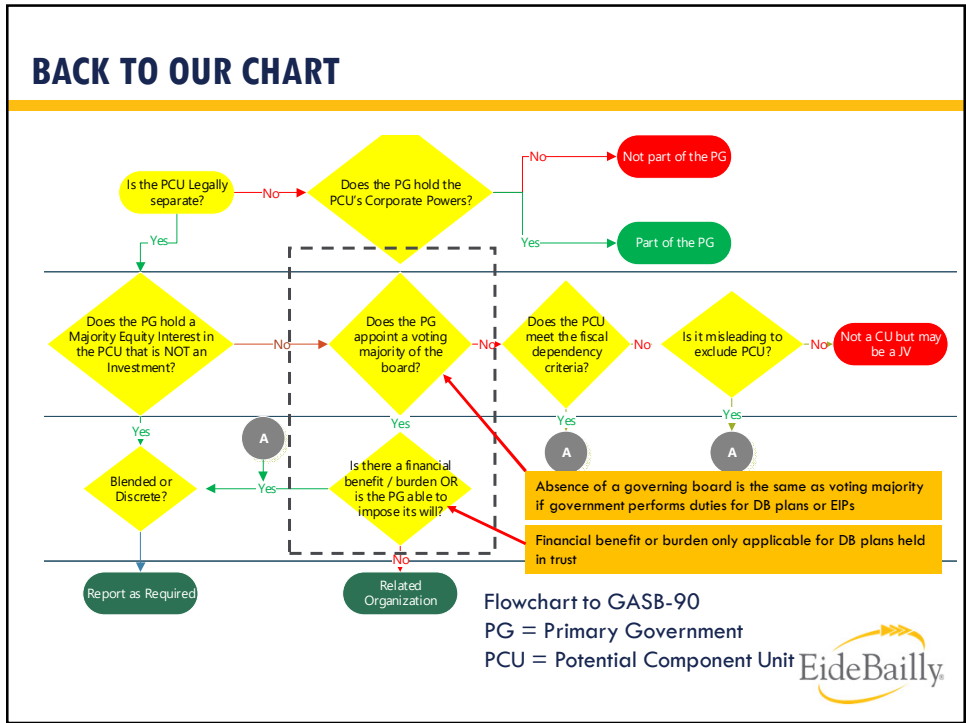 BACK TO OUR CHART
Is the PCU Legally
separate?
No
Does the PG hold the
PCU's Corporate Powers?
No
Not part of the PG
Yes
Part of the PG
Yes
Does the PG hold a
Majority Equity Interest in
the PCU that is NOT an
Investment?
No
Does the PG
appoint a voting
majority of the
board?
No
Does the PCU
meet the fiscal
dependency
criteria?
No
Is it misleading to
exclude PCU?
No
Not a CU but may
be a JV
Yes
A
Yes
Yes
A
Yes
A
Blended or
Discrete?
Yes
Is there a financial
benefit / burden OR
is the PG able to
impose its will?
Absence of a governing board is the same as voting majority
if government performs duties for DB plans or EIPs
Financial benefit or burden only applicable for DB plans held
in trust
No
Report as Required
Related
Organization
Flowchart to GASB-90
PG = Primary Government
PCU = Potential Component Unit
EideBailly®